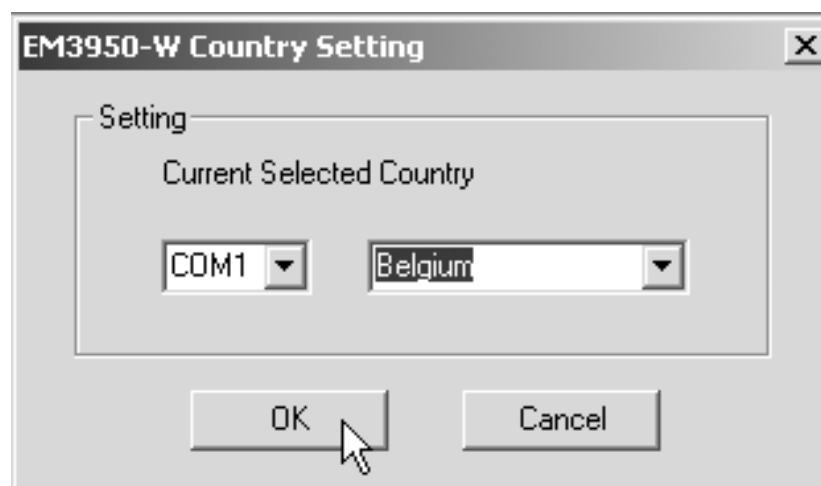 EM3950-W Country Setting
Setting
Current Selected Country
COM1 Belgium
OK Cancel